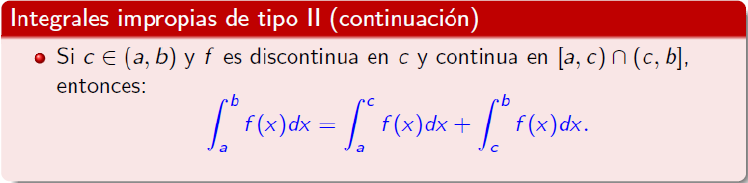 Integrales impropias de tipo II (continuación)
Si c ∈ (a, b) y f es discontinua en c y continua en [a, c) ∩ (c, b],
entonces:
∫_a^b f(x)dx = ∫_a^c f(x)dx + ∫_c^b f(x)dx.